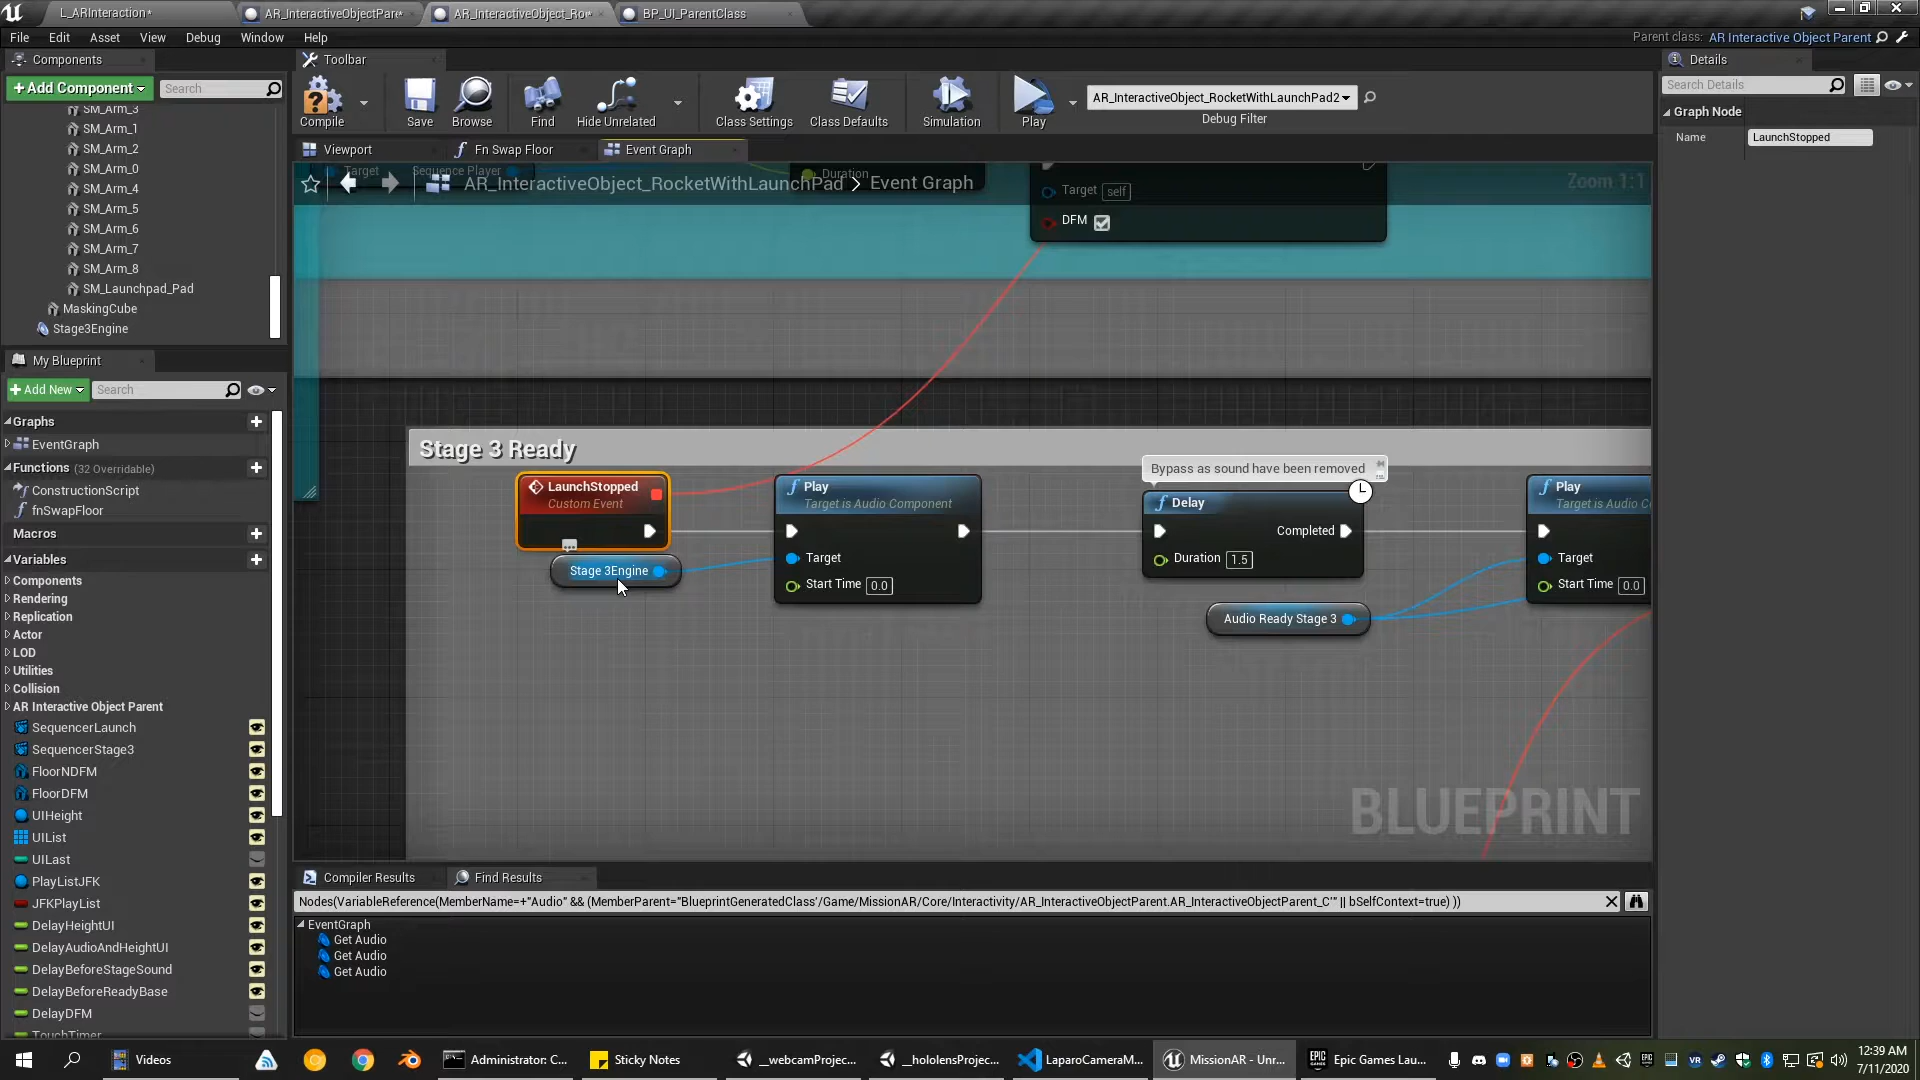 L_ARInteraction*
AR_InteractiveObjectPare*
AR_InteractiveObject_Ro*
BP_UI_ParentClass
File Edit Asset View Debug Window Help
Parent class: AR Interactive Object Parent
Components
Toolbar
Details
+Add Component
Search
Compile
Save
Browse
Find
Hide Unrelated
Class Settings
Class Defaults
Simulation
Play
AR_InteractiveObject_RocketWithLaunchPad2
Debug Filter
Search Details
Graph Node
Name LaunchStopped
SM_Arm_3
SM_Arm_1
SM_Arm_2
SM_Arm_0
SM_Arm_4
SM_Arm_5
SM_Arm_6
SM_Arm_7
SM_Arm_8
SM_Launchpad_Pad
MaskingCube
Stage3Engine
Viewport
Fn Swap Floor
Event Graph
Target
Sequence Player
Duration
AR_InteractiveObject_RocketWithLaunchPad > Event Graph
Zoom 1:1
Target self
DFM
Stage 3 Ready
LaunchStopped
Custom Event
Stage 3Engine
Play
Target is Audio Component
Target
Start Time 0.0
Bypass as sound have been removed
Delay
Completed
Duration 1.5
Audio Ready Stage 3
Play
Target is Audio C
Target
Start Time 0.0
BLUEPRINT
My Blueprint
+Add New
Search
Graphs
EventGraph
Functions (32 Overridable)
ConstructionScript
fnSwapFloor
Macros
Variables
Components
Rendering
Replication
Actor
LOD
Utilities
Collision
AR Interactive Object Parent
SequencerLaunch
SequencerStage3
FloorNDFM
FloorDFM
UIHeight
UIList
UILast
PlayListJFK
JFKPlayList
DelayHeightUI
DelayAudioAndHeightUI
DelayBeforeStageSound
DelayBeforeReadyBase
DelayDFM
TouchTimer
Compiler Results
Find Results
Nodes(VariableReference(MemberName=+"Audio" && (MemberParent="BlueprintGeneratedClass'/Game/MissionAR/Core/Interactivity/AR_InteractiveObjectParent.AR_InteractiveObjectParent_C'" || bSelfContext=true) ))
EventGraph
Get Audio
Get Audio
Get Audio
Videos
Administrator: C...
Sticky Notes
__webcamProjec...
__hololensProjec...
LaparoCameraM...
MissionAR - Unr...
Epic Games Lau...
12:39 AM
7/11/2020